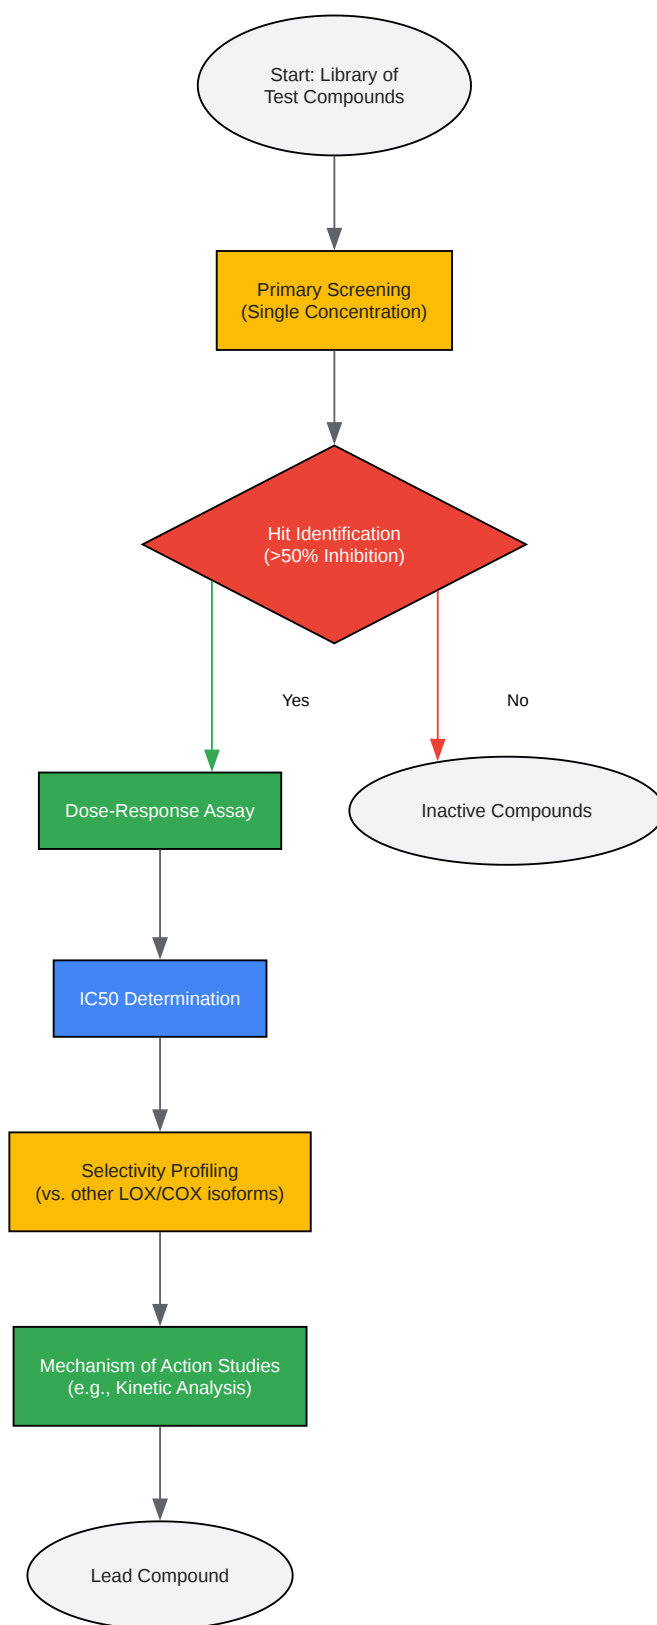 Start: Library of
Test Compounds
Primary Screening
(Single Concentration)
Hit Identification
(>50% Inhibition)
Yes
No
Dose-Response Assay
Inactive Compounds
IC50 Determination
Selectivity Profiling
(vs. other LOX/COX isoforms)
Mechanism of Action Studies
(e.g., Kinetic Analysis)
Lead Compound